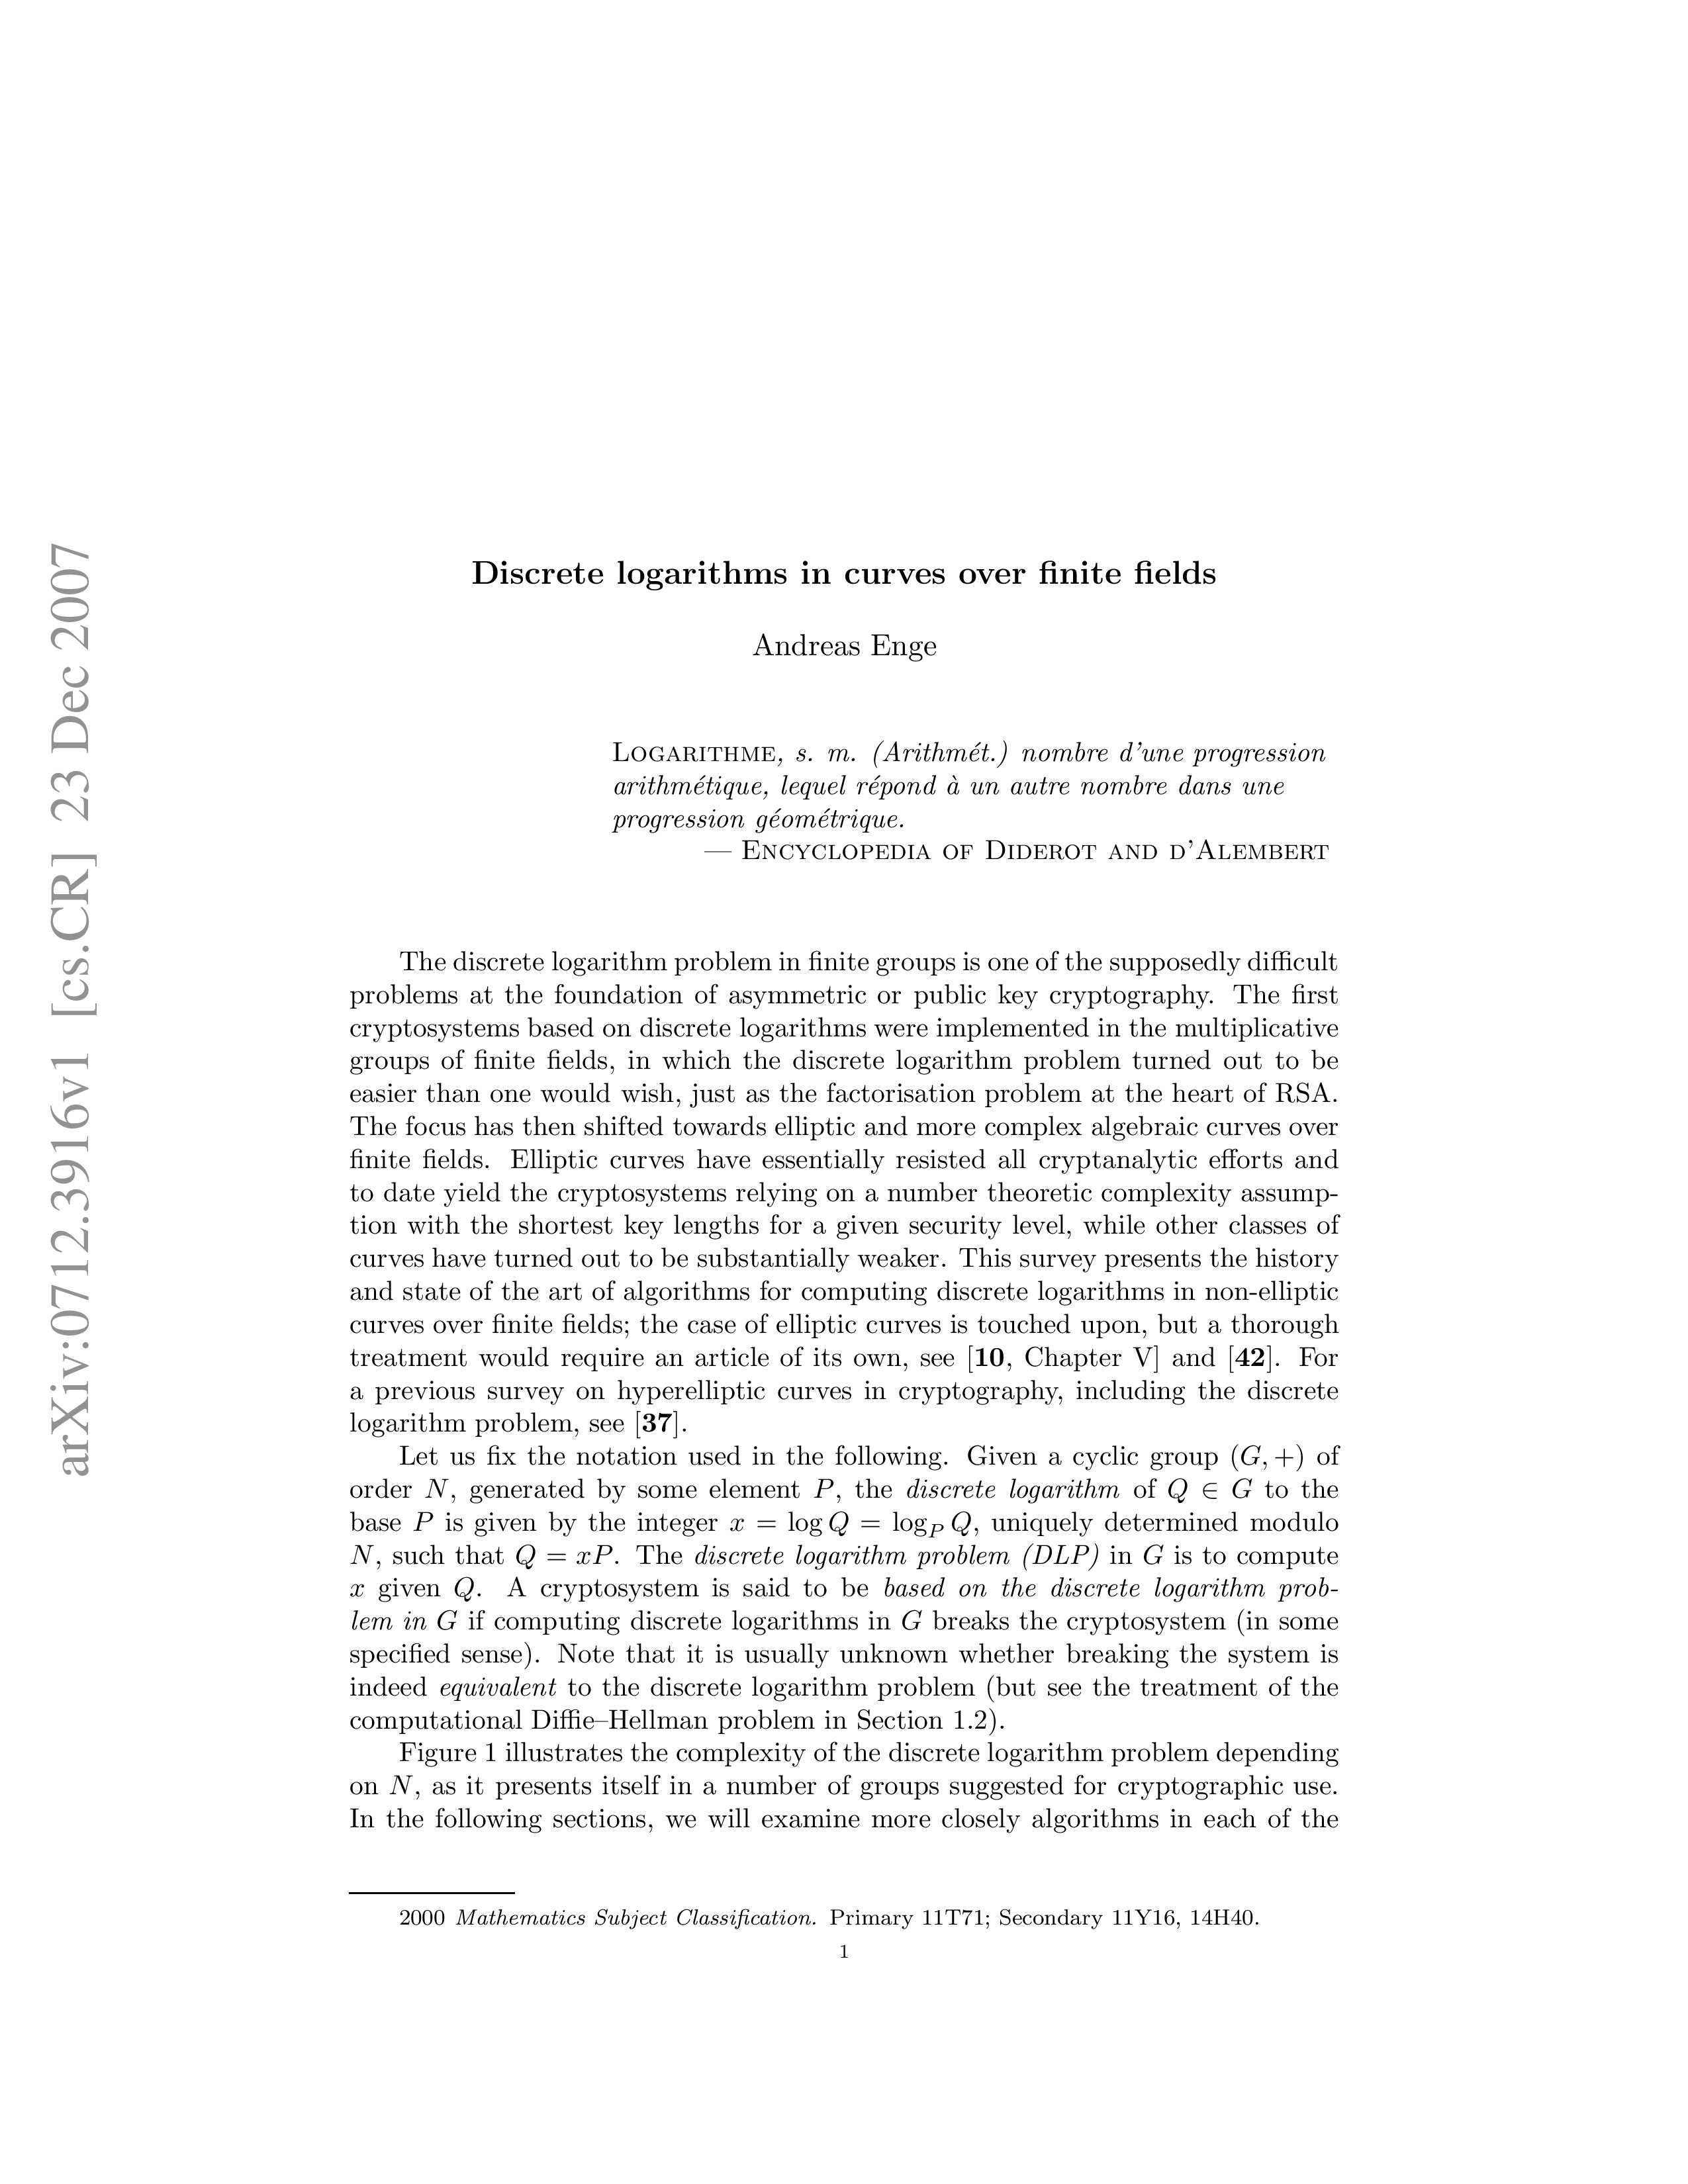 arXiv:0712.3916v1 [cs.CR] 23 Dec 2007
Discrete logarithms in curves over finite fields
Andreas Enge
Logarithme, s. m. (Arithmét.) nombre d'une progression
arithmétique, lequel répond à un autre nombre dans une
progression géométrique.
— Encyclopedia of Diderot and d'Alembert
The discrete logarithm problem in finite groups is one of the supposedly difficult
problems at the foundation of asymmetric or public key cryptography. The first
cryptosystems based on discrete logarithms were implemented in the multiplicative
groups of finite fields, in which the discrete logarithm problem turned out to be
easier than one would wish, just as the factorisation problem at the heart of RSA.
The focus has then shifted towards elliptic and more complex algebraic curves over
finite fields. Elliptic curves have essentially resisted all cryptanalytic efforts and
to date yield the cryptosystems relying on a number theoretic complexity assump-
tion with the shortest key lengths for a given security level, while other classes of
curves have turned out to be substantially weaker. This survey presents the history
and state of the art of algorithms for computing discrete logarithms in non-elliptic
curves over finite fields; the case of elliptic curves is touched upon, but a thorough
treatment would require an article of its own, see [10, Chapter V] and [42]. For
a previous survey on hyperelliptic curves in cryptography, including the discrete
logarithm problem, see [37].
Let us fix the notation used in the following. Given a cyclic group (G, +) of
order N, generated by some element P, the discrete logarithm of Q ∈ G to the
base P is given by the integer x = log Q = log_P Q, uniquely determined modulo
N, such that Q = xP. The discrete logarithm problem (DLP) in G is to compute
x given Q. A cryptosystem is said to be based on the discrete logarithm prob-
lem in G if computing discrete logarithms in G breaks the cryptosystem (in some
specified sense). Note that it is usually unknown whether breaking the system is
indeed equivalent to the discrete logarithm problem (but see the treatment of the
computational Diffie–Hellman problem in Section 1.2).
Figure 1 illustrates the complexity of the discrete logarithm problem depending
on N, as it presents itself in a number of groups suggested for cryptographic use.
In the following sections, we will examine more closely algorithms in each of the
2000 Mathematics Subject Classification. Primary 11T71; Secondary 11Y16, 14H40.
1